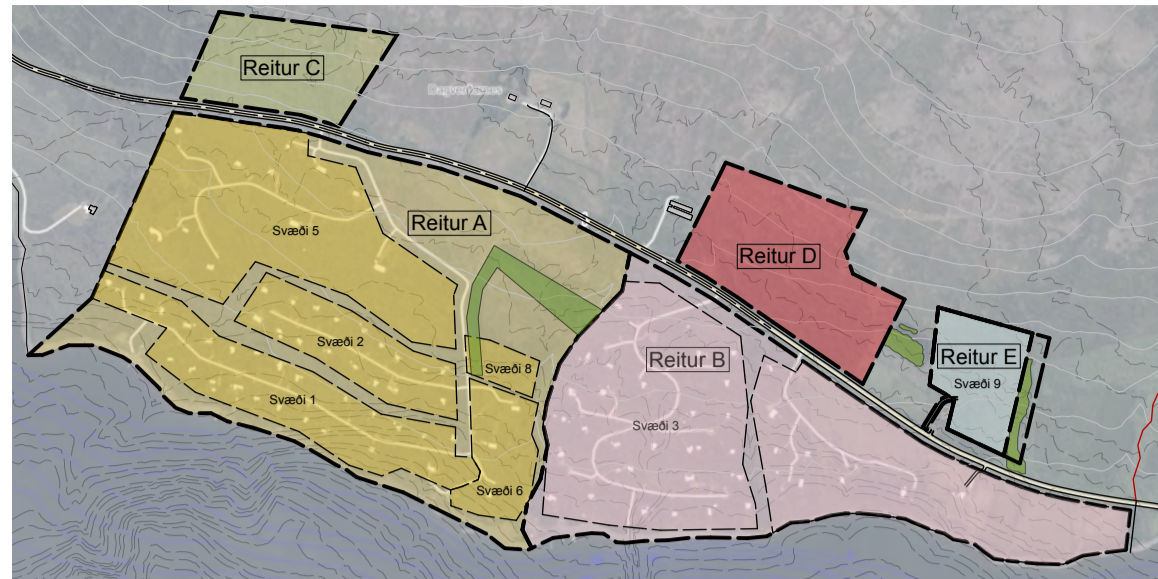 Reitur C
Dagverðarnes
Reitur A
Svæði 5
Reitur D
Svæði 2
Reitur B
Reitur E
Svæði 8
Svæði 9
Svæði 1
Svæði 3
Svæði 6